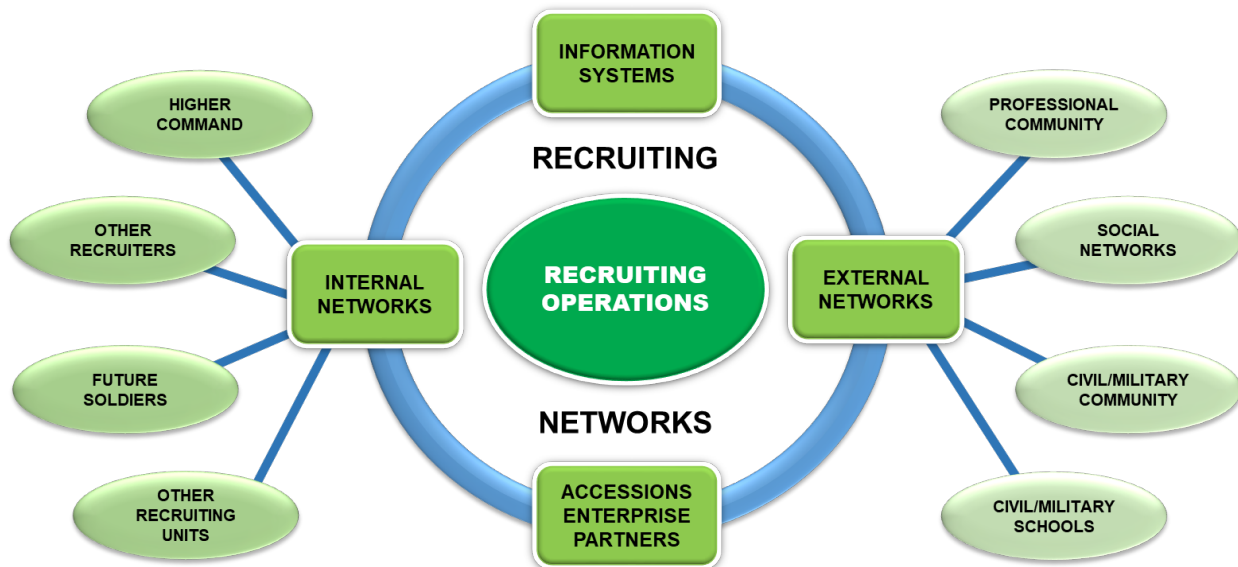 INFORMATION
SYSTEMS
HIGHER
COMMAND
PROFESSIONAL
COMMUNITY
RECRUITING
OTHER
RECRUITERS
SOCIAL
NETWORKS
INTERNAL
NETWORKS
RECRUITING
OPERATIONS
EXTERNAL
NETWORKS
FUTURE
SOLDIERS
CIVIL/MILITARY
COMMUNITY
NETWORKS
OTHER
RECRUITING
UNITS
ACCESSIONS
ENTERPRISE
PARTNERS
CIVIL/MILITARY
SCHOOLS